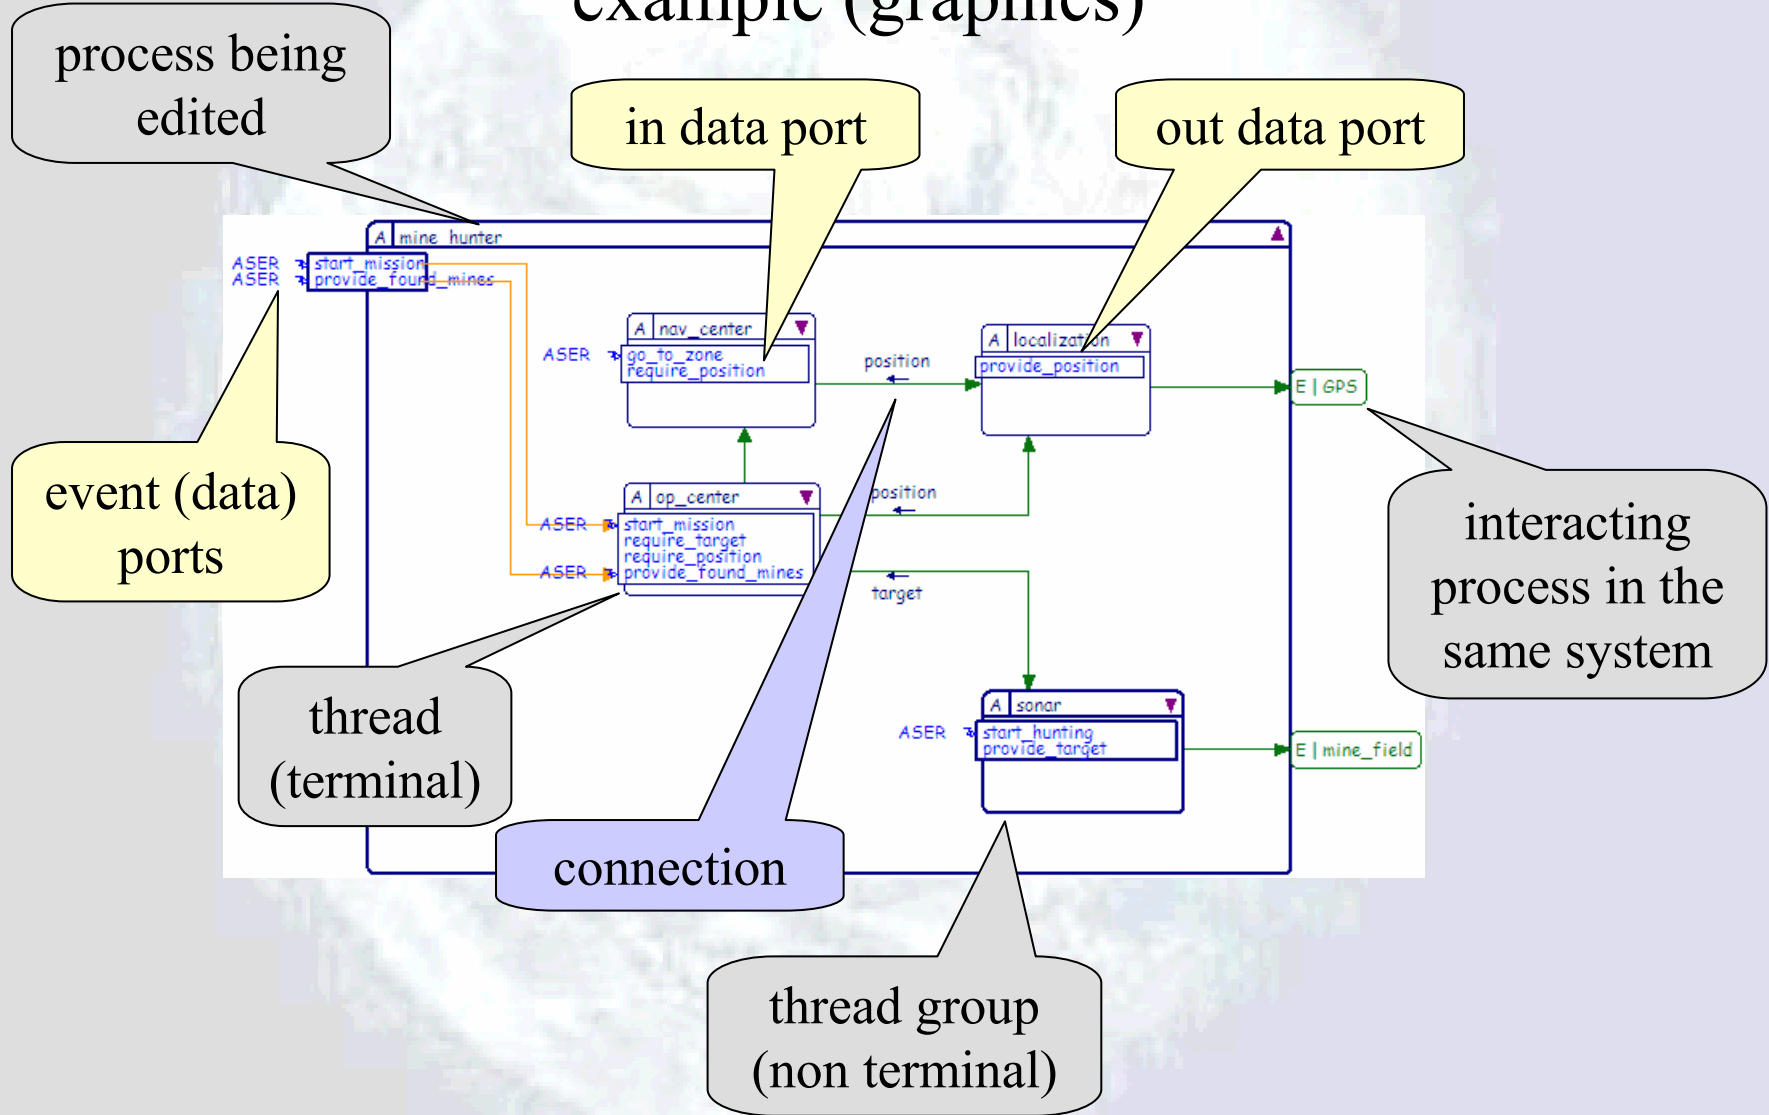 example (graphics)
process being
edited
in data port
out data port
A mine_hunter
ASER start_mission
ASER provide_found_mines
A nav_center
ASER go_to_zone
require_position
position
A localization
provide_position
E | GPS
event (data)
ports
A op_center
position
ASER start_mission
require_target
require_position
ASER provide_found_mines
target
interacting
process in the
same system
thread
(terminal)
A sonar
ASER start_hunting
provide_target
E | mine_field
connection
thread group
(non terminal)